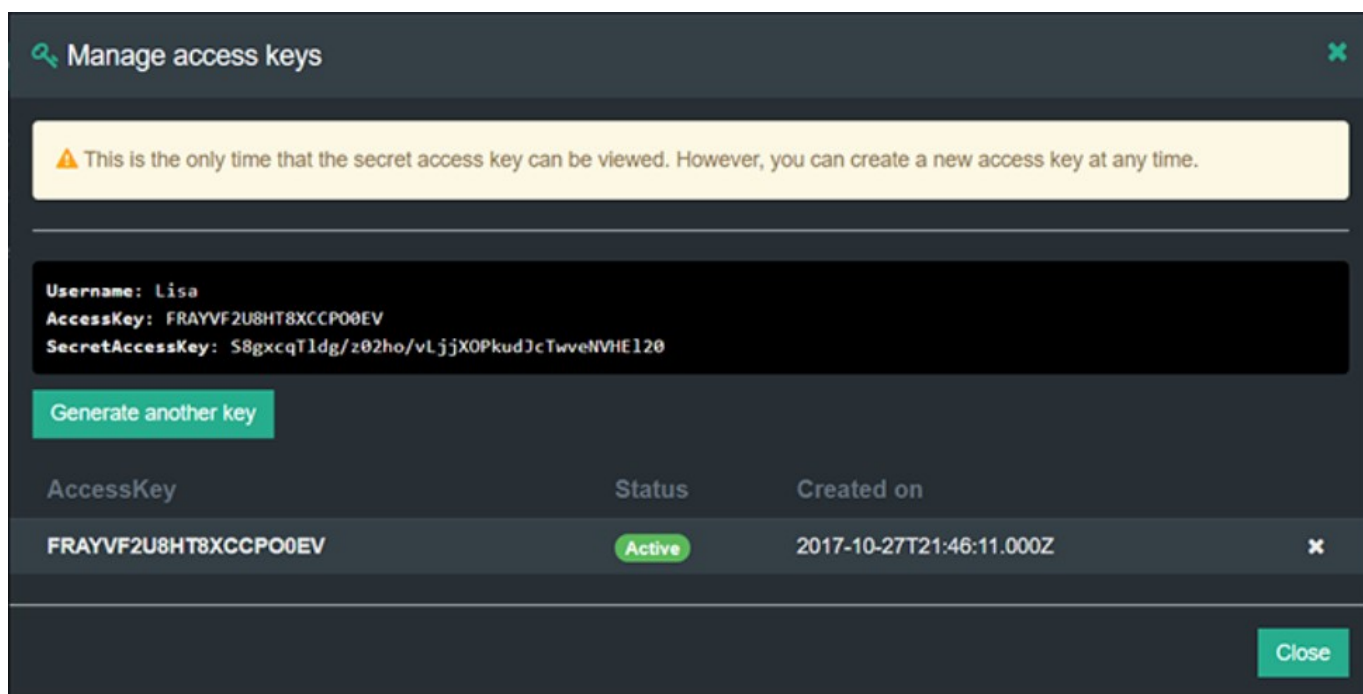 Manage access keys
This is the only time that the secret access key can be viewed. However, you can create a new access key at any time.
Username: Lisa
AccessKey: FRAYVF2U8HT8XCCPO0EV
SecretAccessKey: S8gxcqTldg/z02ho/vLjjXOPkudJcTwveNVHEl20
Generate another key
AccessKey Status Created on
FRAYVF2U8HT8XCCPO0EV Active 2017-10-27T21:46:11.000Z
Close